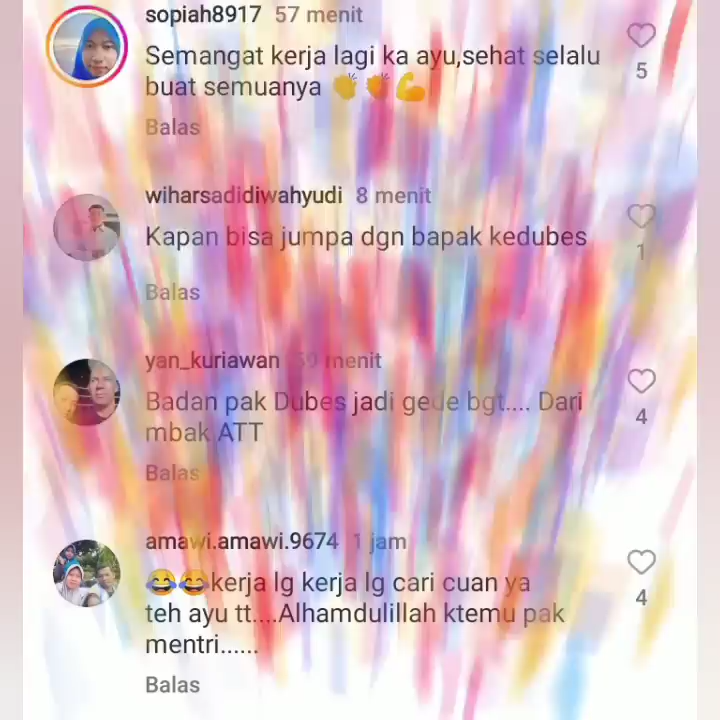 sopiah8917 57 menit
Semangat kerja lagi ka ayu,sehat selalu
buat semuanya 👏👏💪
5
Balas
wiharsadidiwahyudi 8 menit
Kapan bisa jumpa dgn bapak kedubes
1
Balas
yan_kuriawan 59 menit
Badan pak Dubes jadi gede bgt.... Dari
mbak ATT
4
Balas
amawi.amawi.9674 1 jam
😂😂kerja lg kerja lg cari cuan ya
teh ayu tt....Alhamdulillah ktemu pak
mentri......
4
Balas